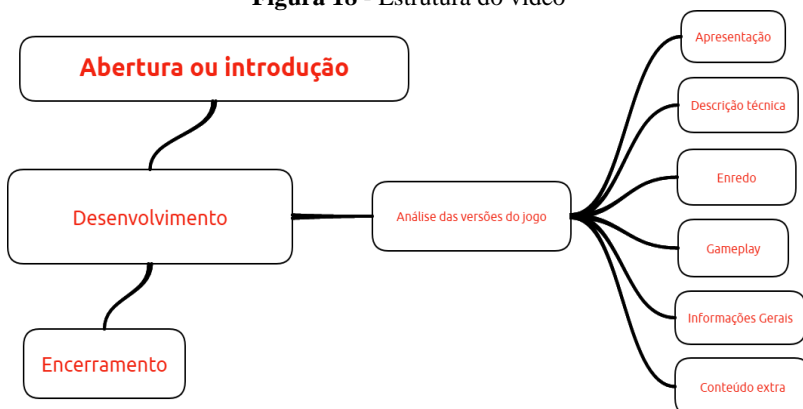 Figura 18 - Estrutura do vídeo
Abertura ou introdução
Desenvolvimento
Encerramento
Análise das versões do jogo
Apresentação
Descrição técnica
Enredo
Gameplay
Informações Gerais
Conteúdo extra